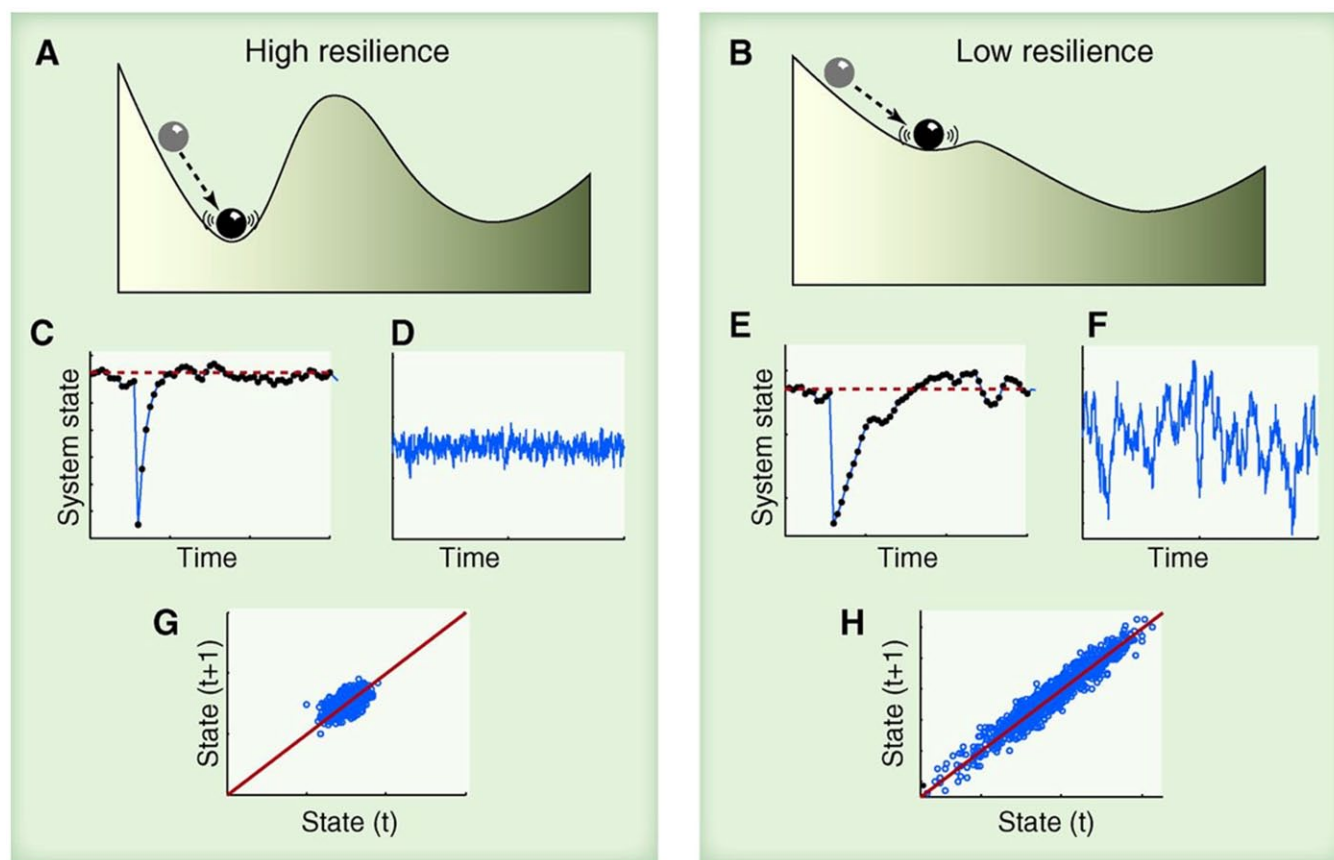 A
High resilience
C
D
System state
Time
Time
G
State (t+1)
State (t)
B
Low resilience
E
F
System state
Time
Time
H
State (t+1)
State (t)